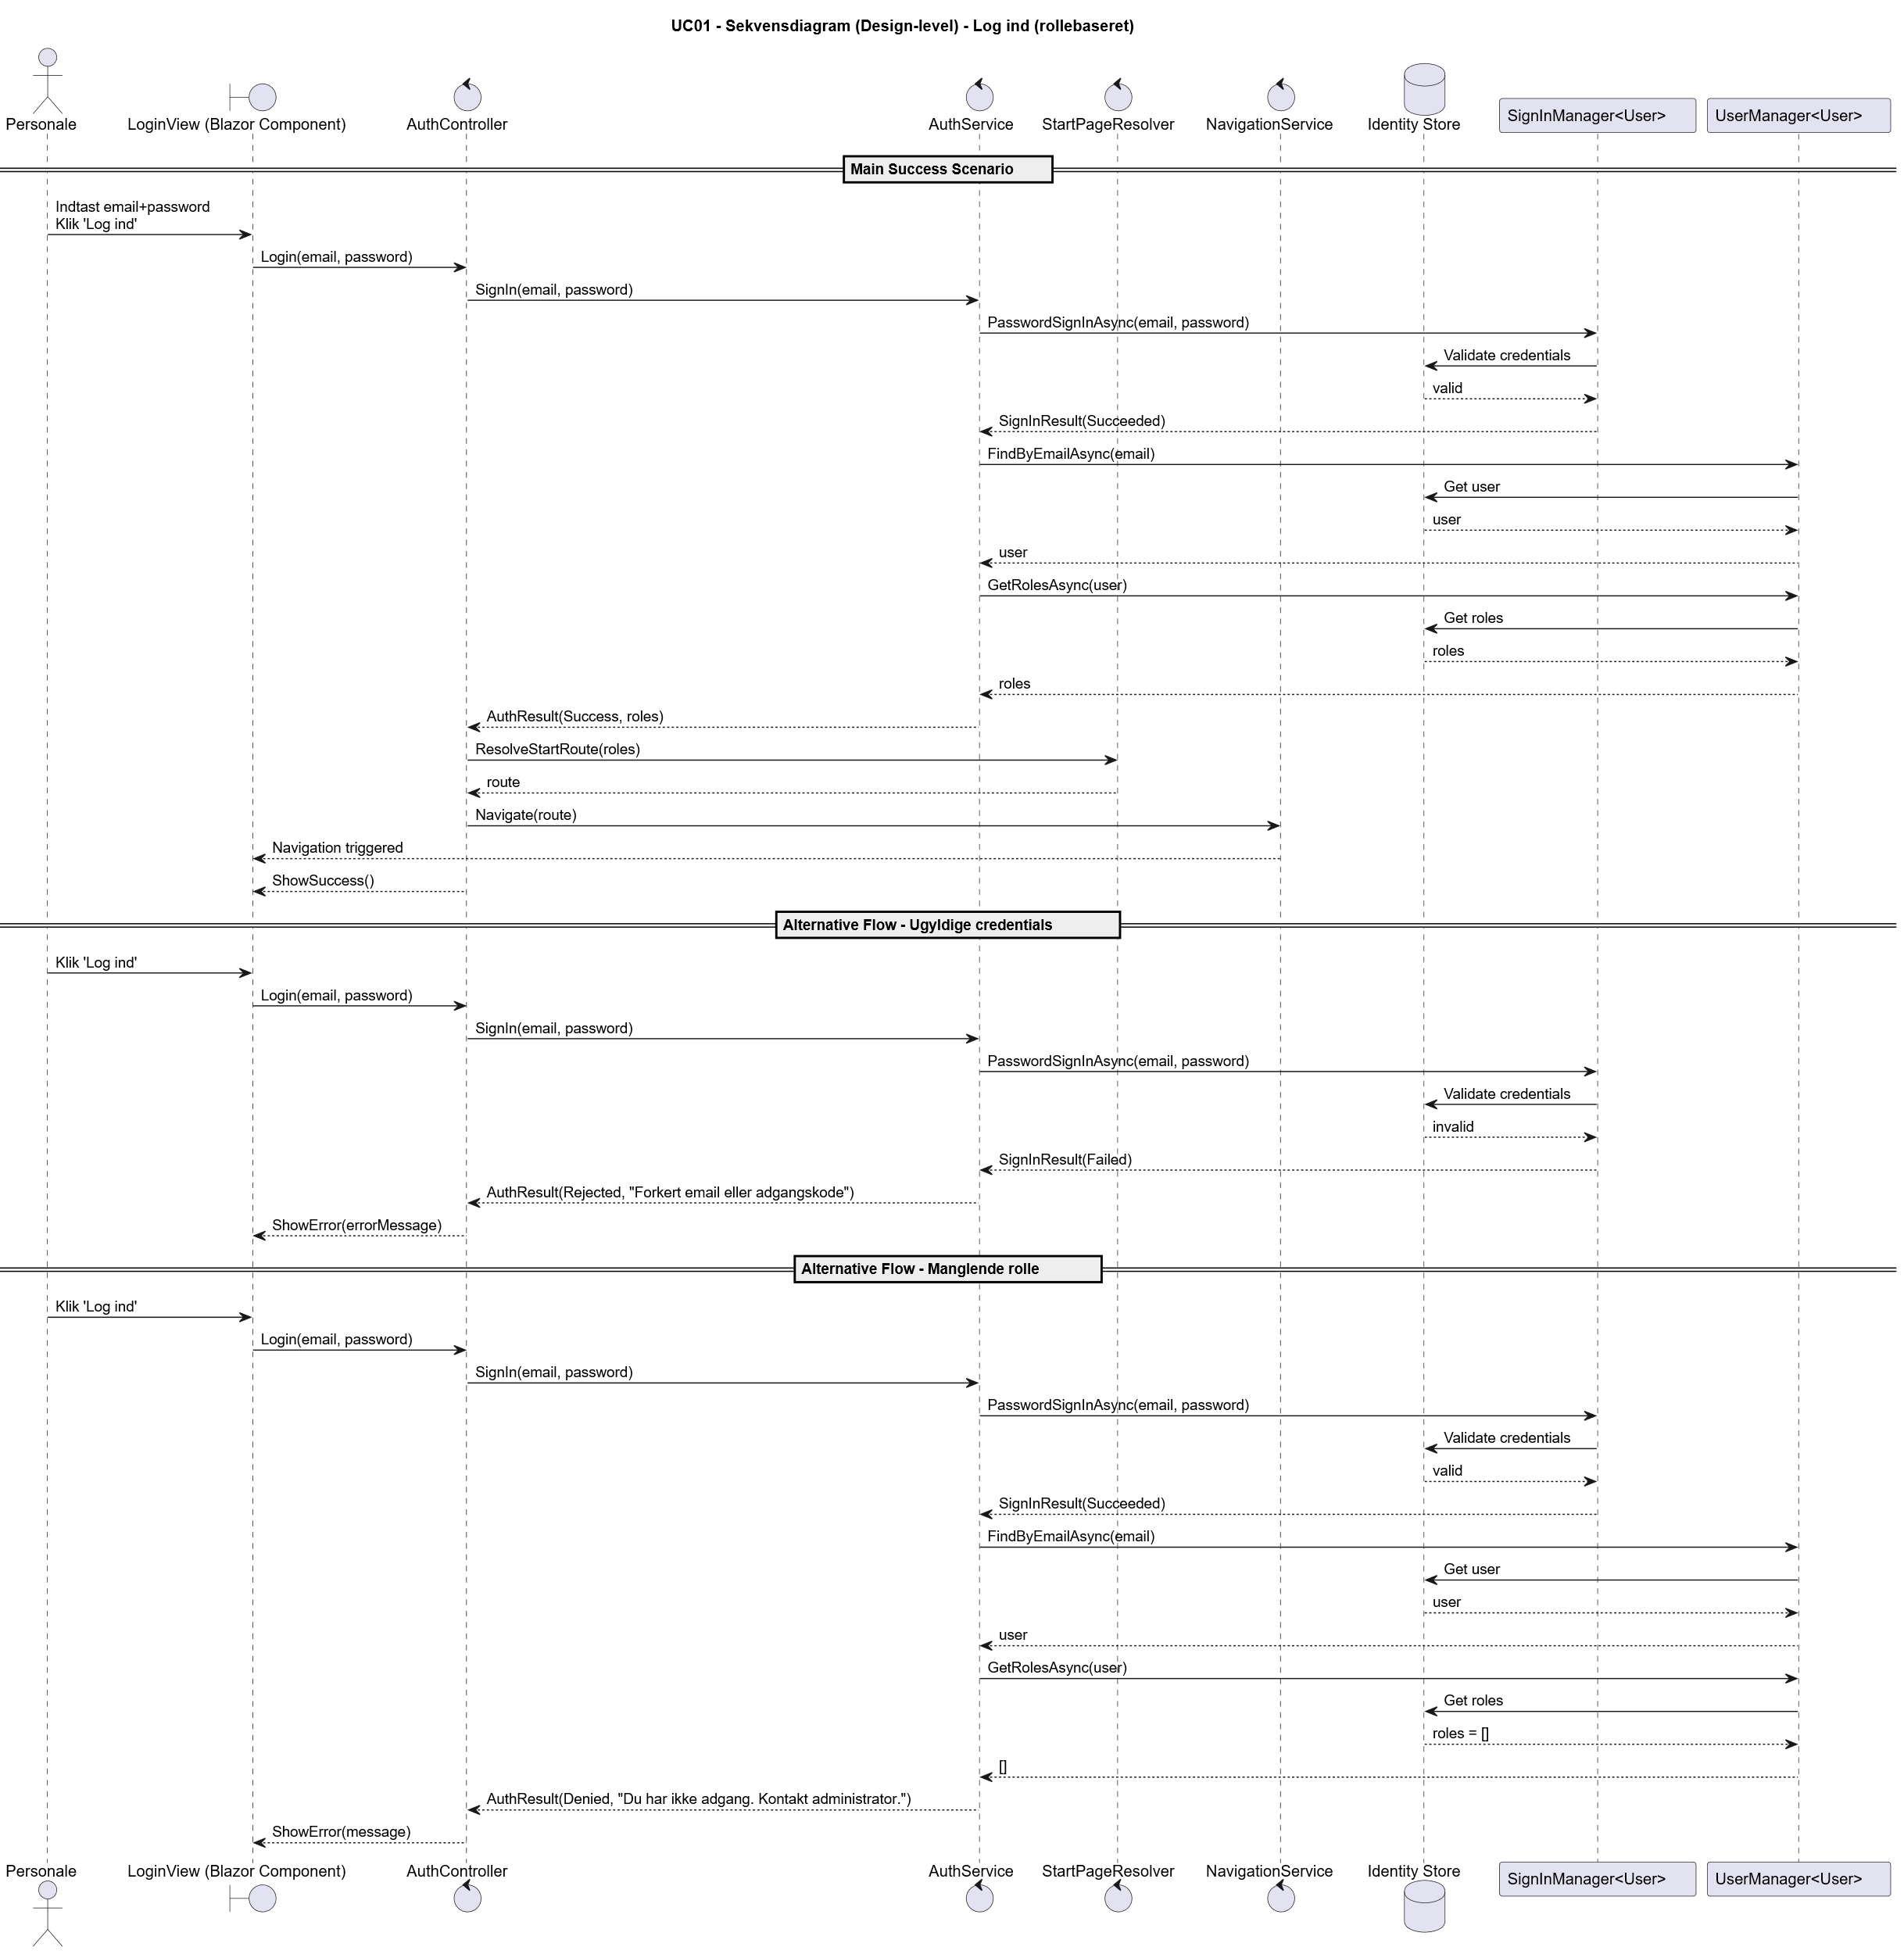 UC01 - Sekvensdiagram (Design-level) - Log ind (rollebaseret)
Personale
LoginView (Blazor Component)
AuthController
AuthService
StartPageResolver
NavigationService
Identity Store
SignInManager<User>
UserManager<User>
Main Success Scenario
Indtast email+password
Klik 'Log ind'
Login(email, password)
SignIn(email, password)
PasswordSignInAsync(email, password)
Validate credentials
valid
SignInResult(Succeeded)
FindByEmailAsync(email)
Get user
user
user
GetRolesAsync(user)
Get roles
roles
roles
AuthResult(Success, roles)
ResolveStartRoute(roles)
route
Navigate(route)
Navigation triggered
ShowSuccess()
Alternative Flow - Ugyldige credentials
Klik 'Log ind'
Login(email, password)
SignIn(email, password)
PasswordSignInAsync(email, password)
Validate credentials
invalid
SignInResult(Failed)
AuthResult(Rejected, "Forkert email eller adgangskode")
ShowError(errorMessage)
Alternative Flow - Manglende rolle
Klik 'Log ind'
Login(email, password)
SignIn(email, password)
PasswordSignInAsync(email, password)
Validate credentials
valid
SignInResult(Succeeded)
FindByEmailAsync(email)
Get user
user
user
GetRolesAsync(user)
Get roles
roles = []
[]
AuthResult(Denied, "Du har ikke adgang. Kontakt administrator.")
ShowError(message)
Personale
LoginView (Blazor Component)
AuthController
AuthService
StartPageResolver
NavigationService
Identity Store
SignInManager<User>
UserManager<User>